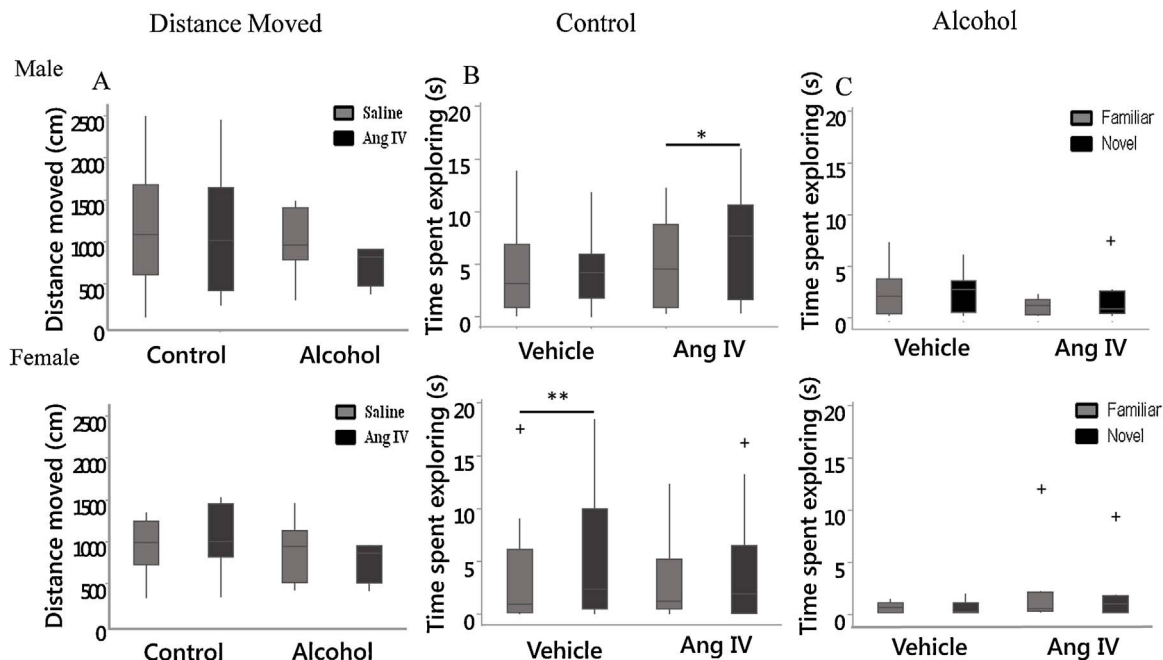 Distance Moved
Control
Alcohol
Male
A
Distance moved (cm)
2500
2000
1500
1000
500
0
Saline
Ang IV
Control
Alcohol
B
Time spent exploring (s)
20
15
10
5
0
*
Vehicle
Ang IV
C
Time spent exploring (s)
20
15
10
5
0
Familiar
Novel
Vehicle
Ang IV
Female
Distance moved (cm)
2500
2000
1500
1000
500
0
Saline
Ang IV
Control
Alcohol
Time spent exploring (s)
20
15
10
5
0
**
Vehicle
Ang IV
Time spent exploring (s)
20
15
10
5
0
Familiar
Novel
Vehicle
Ang IV